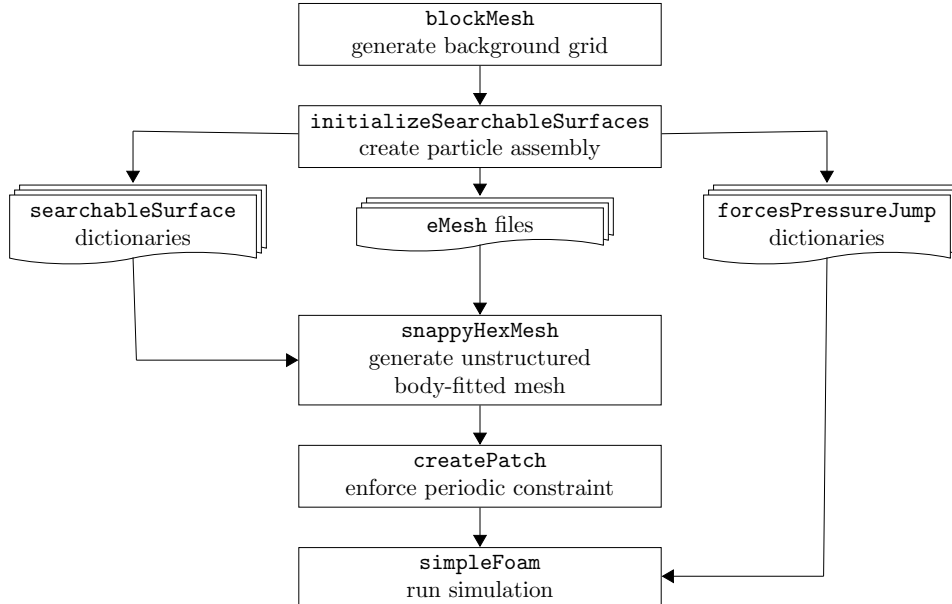 blockMesh
generate background grid
initializeSearchableSurfaces
create particle assembly
searchableSurface
dictionaries
eMesh files
forcesPressureJump
dictionaries
snappyHexMesh
generate unstructured
body-fitted mesh
createPatch
enforce periodic constraint
simpleFoam
run simulation